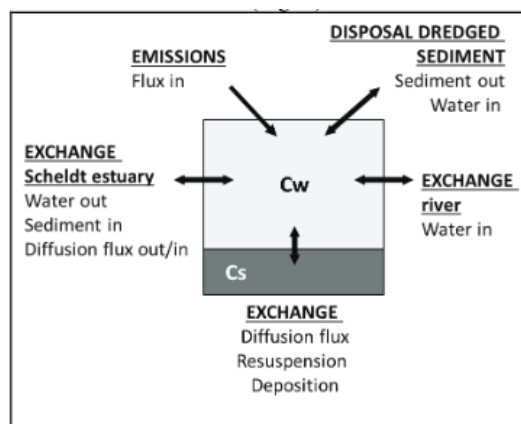 EMISSIONS
Flux in
DISPOSAL DREDGED
SEDIMENT
Sediment out
Water in
EXCHANGE
Scheldt estuary
Water out
Sediment in
Diffusion flux out/in
Cw
EXCHANGE
river
Water in
Cs
EXCHANGE
Diffusion flux
Resuspension
Deposition